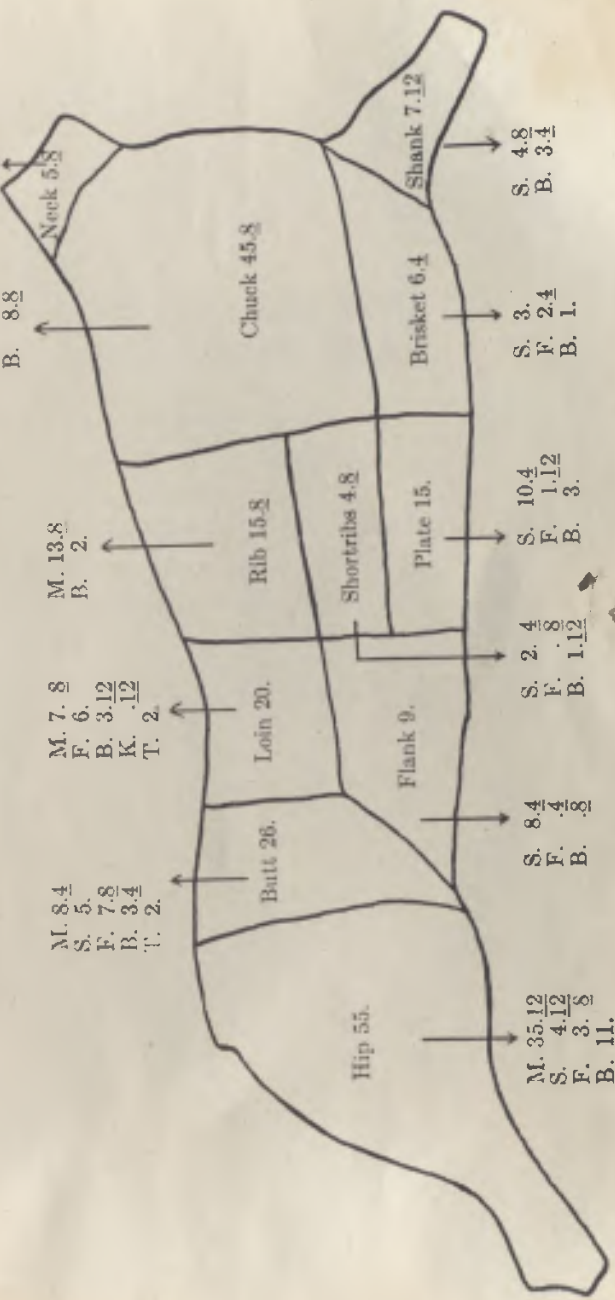 B. 8.8
M. 13.8
B. 2.
M. 7. 8
F. 6.
B. 3.12
K. .12
T. 2.
M. 8.4
S. 5.
F. 7.8
B. 3.4
T. 2.
Neck 5.8
Chuck 45.8
Shank 7.12
Rib 15.8
Shortribs 4.8
Brisket 6.4
Plate 15.
Loin 20.
Flank 9.
Butt 26.
Hip 55.
M. 35.12
S. 4.12
F. 3. 8
B. 11.
S. 8.4
F. .4
B. .8
S. 2. 4
F. . 8
B. 1.12
S. 10.4
F. 1.12
B. 3.
S. 3.
F. 2.4
B. 1.
S. 4.8
B. 3.4